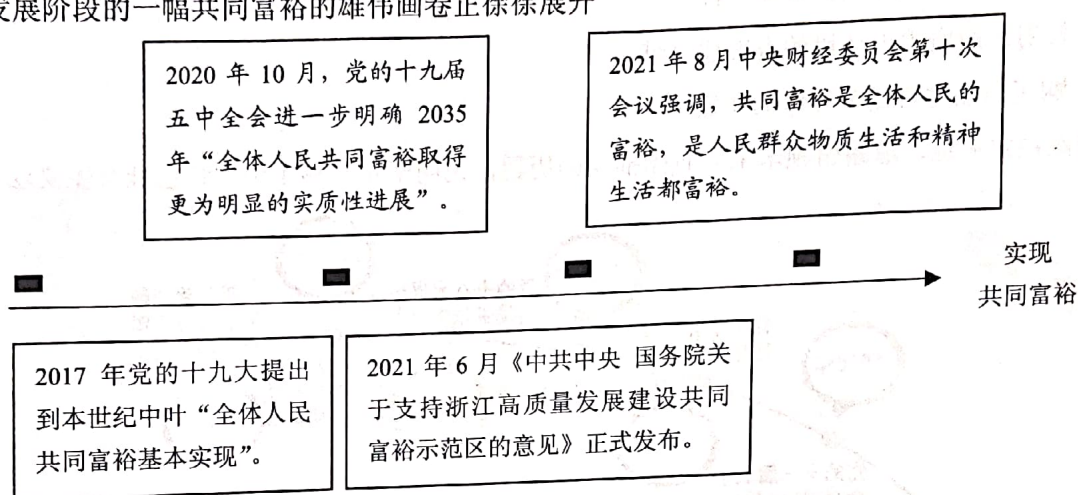 发展阶段的一幅共同富裕的雄伟画卷正徐徐展开
2020 年 10 月，党的十九届
五中全会进一步明确 2035
年“全体人民共同富裕取得
更为明显的实质性进展”。
2021 年 8 月中央财经委员会第十次
会议强调，共同富裕是全体人民的
富裕，是人民群众物质生活和精神
生活都富裕。
实现
共同富裕
2017 年党的十九大提出
到本世纪中叶“全体人民
共同富裕基本实现”。
2021 年 6 月《中共中央 国务院关
于支持浙江高质量发展建设共同
富裕示范区的意见》正式发布。